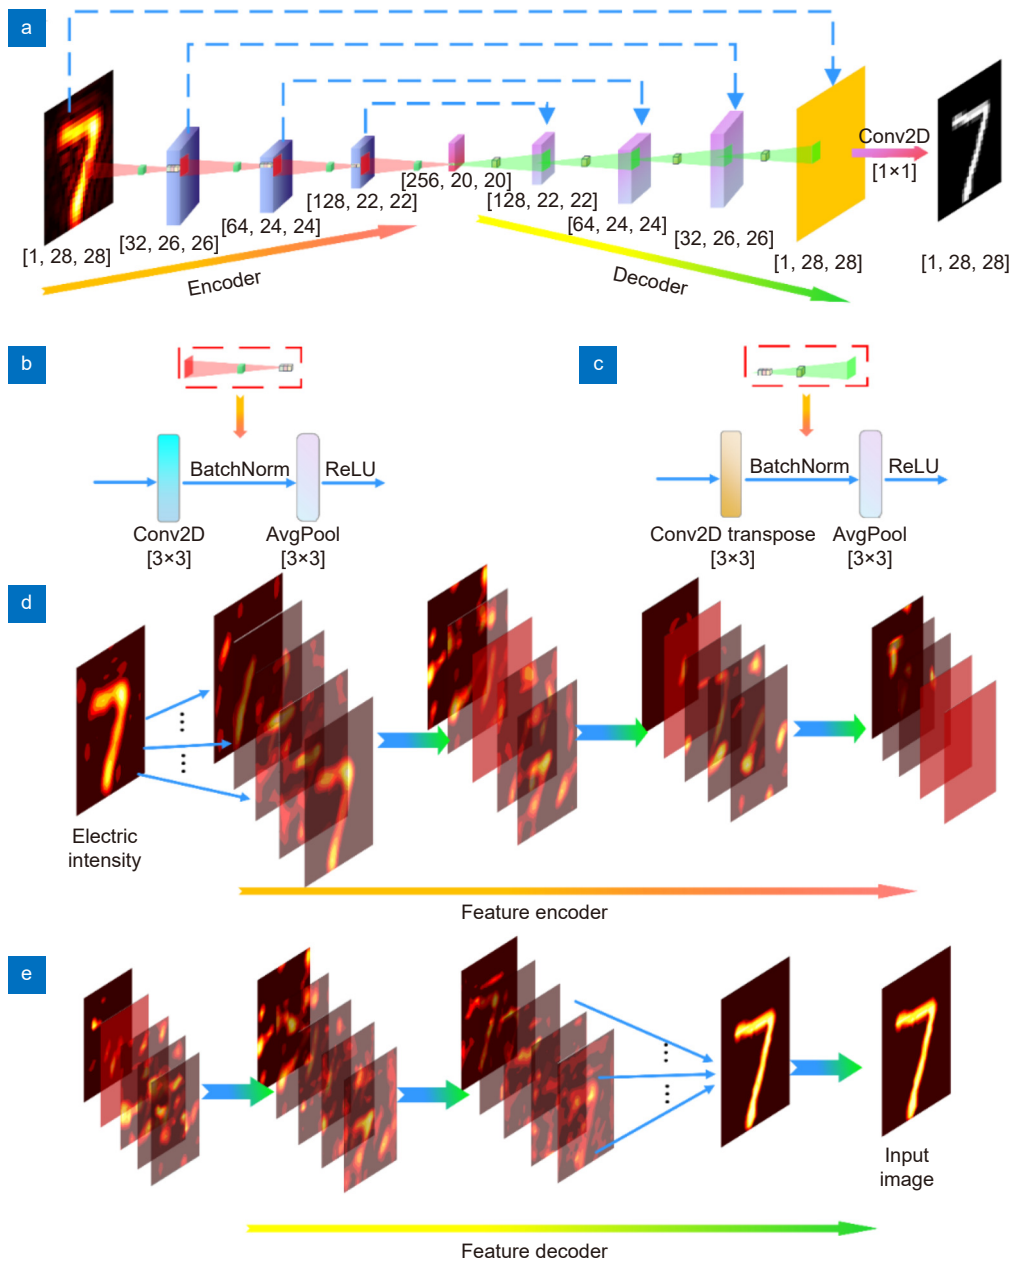 a
Conv2D
[1×1]
[256, 20, 20]
[128, 22, 22]
[128, 22, 22]
[64, 24, 24]
[64, 24, 24]
[32, 26, 26]
[32, 26, 26]
[1, 28, 28]
[1, 28, 28]
[1, 28, 28]
Encoder
Decoder
b
BatchNorm
ReLU
Conv2D
[3×3]
AvgPool
[3×3]
c
BatchNorm
ReLU
Conv2D transpose
[3×3]
AvgPool
[3×3]
d
Electric
intensity
Feature encoder
e
Input
image
Feature decoder